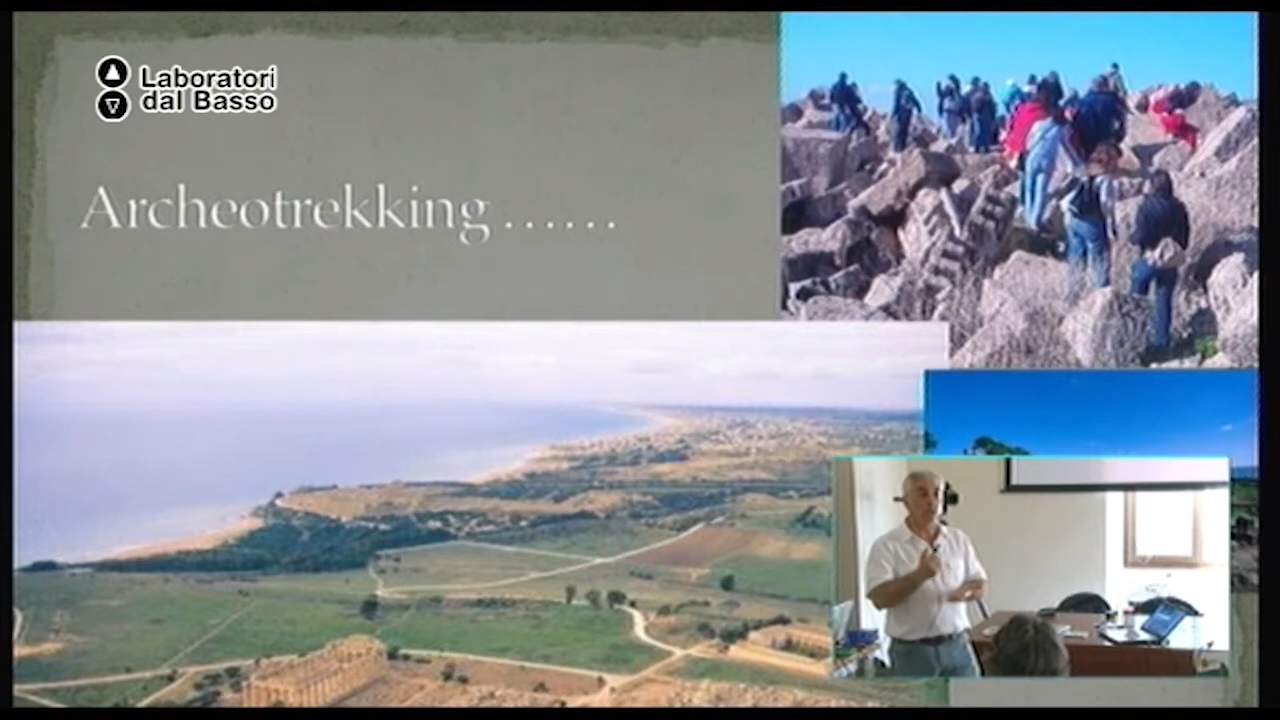 Laboratori
dal Basso
Archeotrekking ......